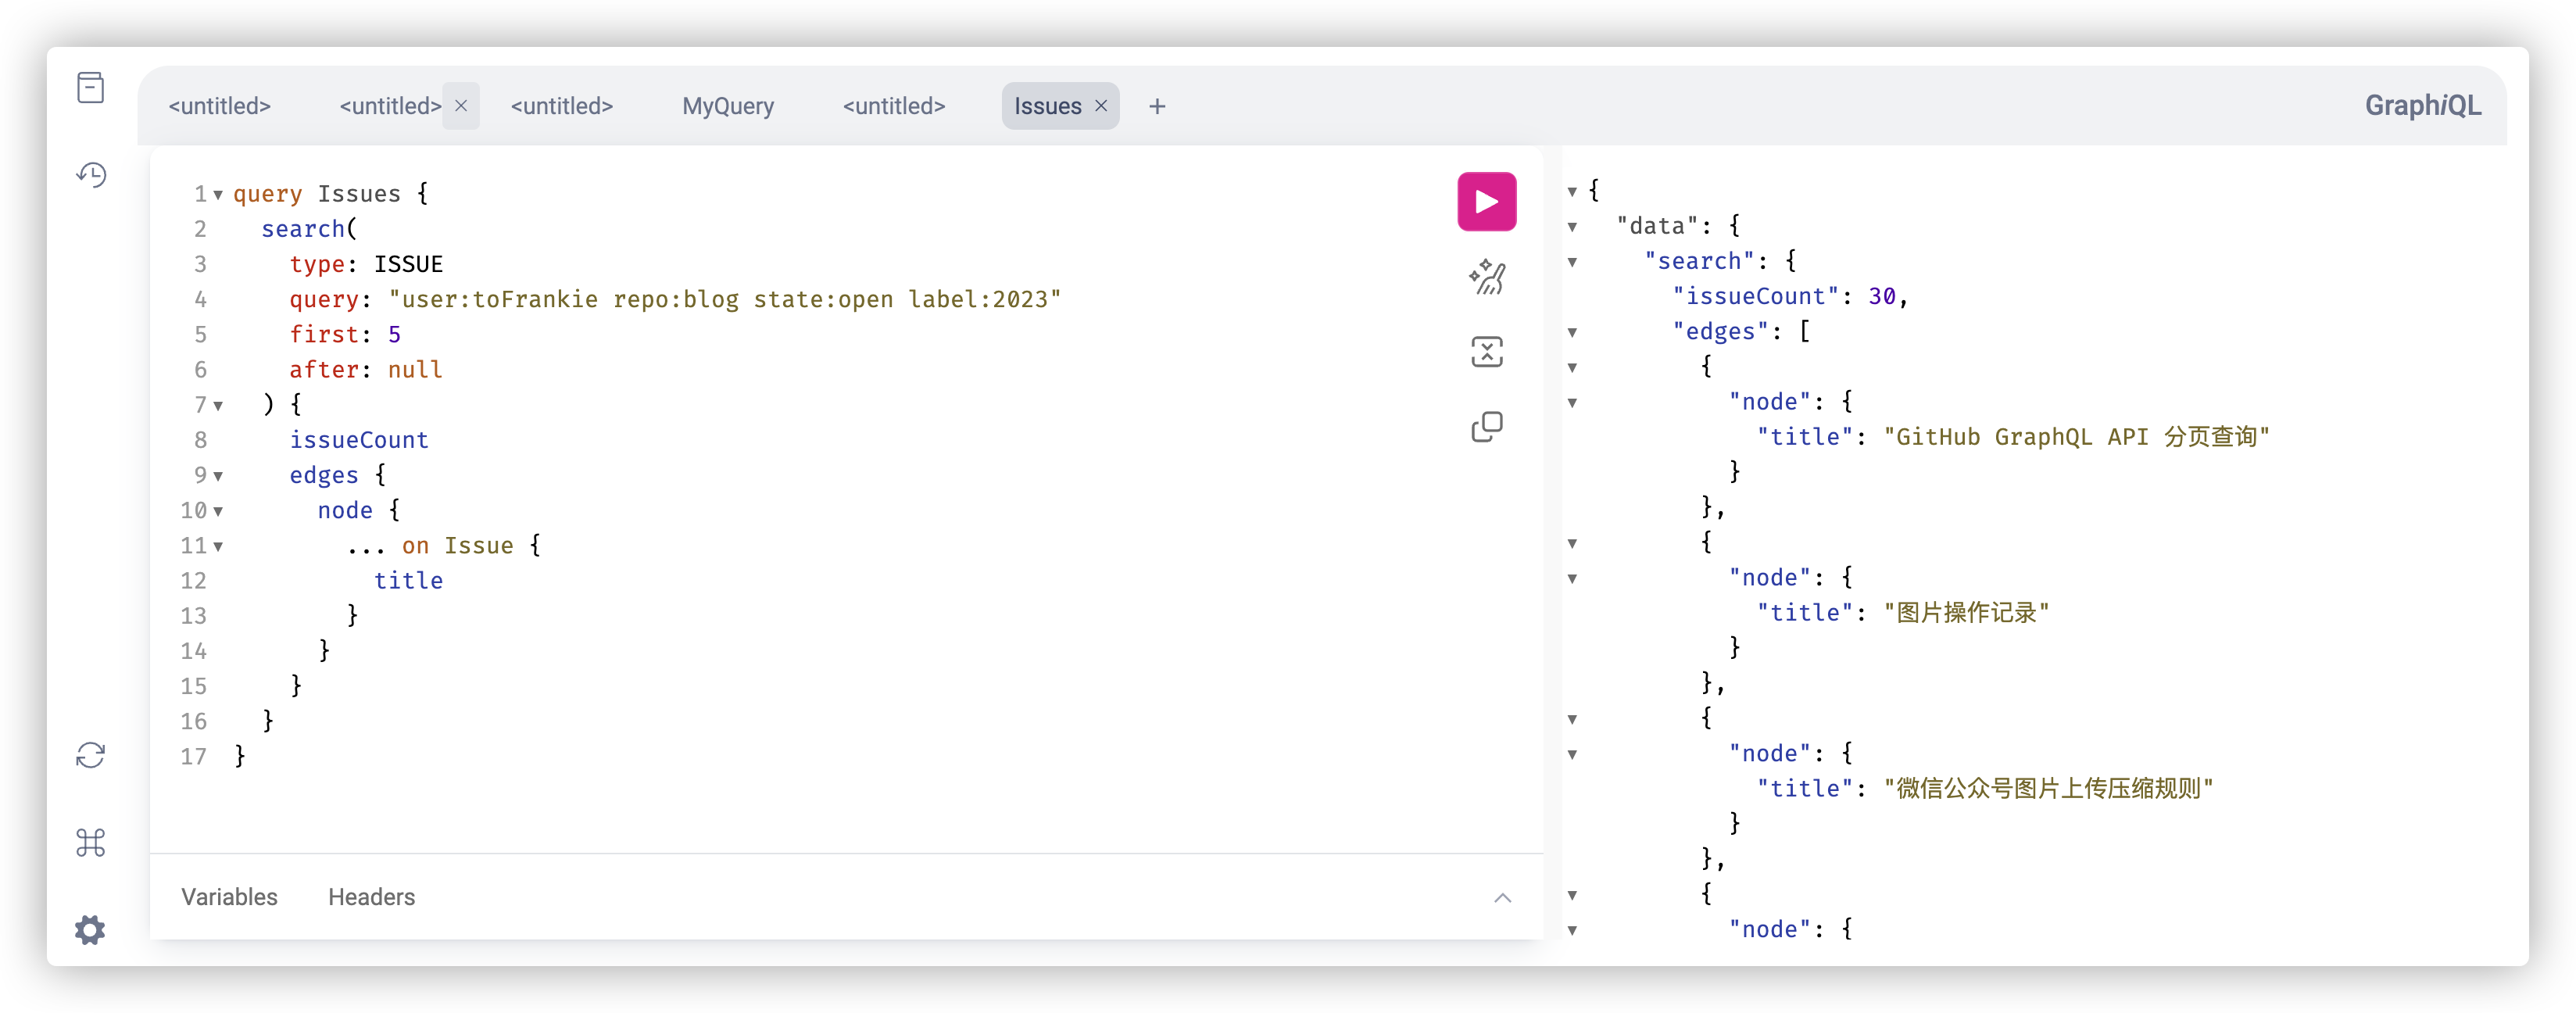 <untitled> <untitled> <untitled> MyQuery <untitled> Issues GraphiQL
1 query Issues {
2 search(
3 type: ISSUE
4 query: "user:toFrankie repo:blog state:open label:2023"
5 first: 5
6 after: null
7 ) {
8 issueCount
9 edges {
10 node {
11 ... on Issue {
12 title
13 }
14 }
15 }
16 }
17 }
Variables Headers
{
"data": {
"search": {
"issueCount": 30,
"edges": [
{
"node": {
"title": "GitHub GraphQL API 分页查询"
}
},
{
"node": {
"title": "图片操作记录"
}
},
{
"node": {
"title": "微信公众号图片上传压缩规则"
}
},
{
"node": {